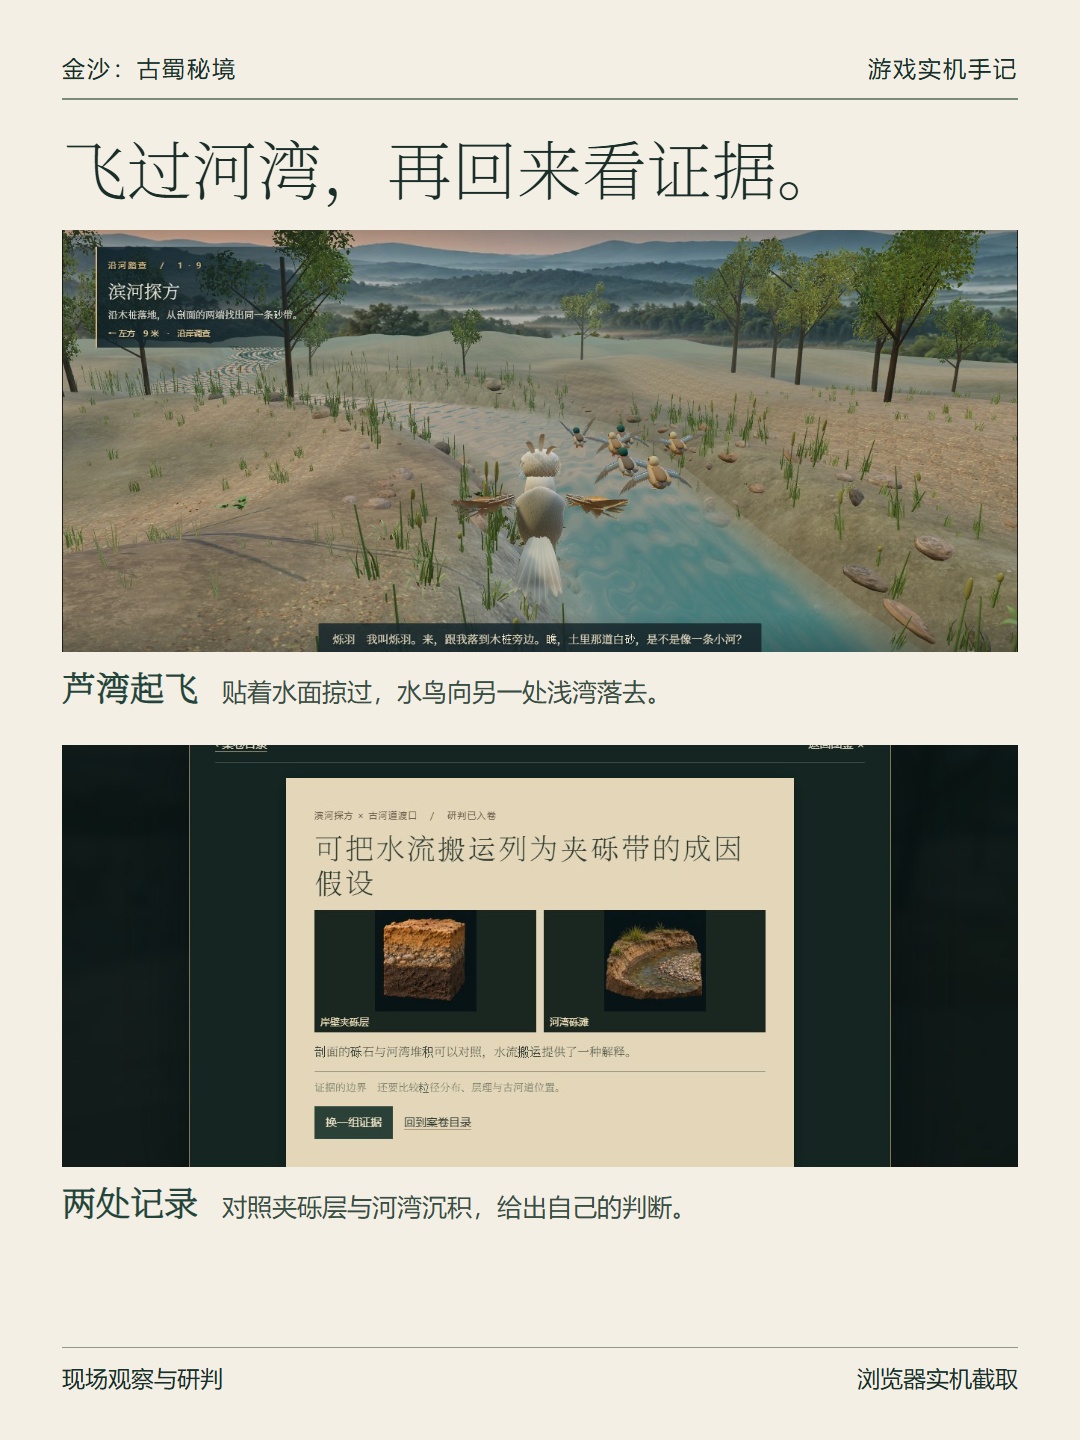 金沙：古蜀秘境
游戏实机手记
飞过河湾，再回来看证据。
沿河踏查 / 1-9
滨河探方
沿木桩落地，从剖面的两端找出同一条砂带。
←左方 9米 · 沿岸调查
烁羽 我叫烁羽。来，跟我落到木桩旁边。瞧，土里那道白砂，是不是像一条小河？
芦湾起飞 贴着水面掠过，水鸟向另一处浅湾落去。
滨河探方 × 古河道渡口 / 研判已入卷
可把水流搬运列为夹砾带的成因
假设
岸壁夹砾层
河湾砾滩
剖面的砾石与河湾堆积可以对照，水流搬运提供了一种解释。
证据的边界 还要比较粒径分布、层理与古河道位置。
换一组证据 回到案卷目录
两处记录 对照夹砾层与河湾沉积，给出自己的判断。
现场观察与研判
浏览器实机截取